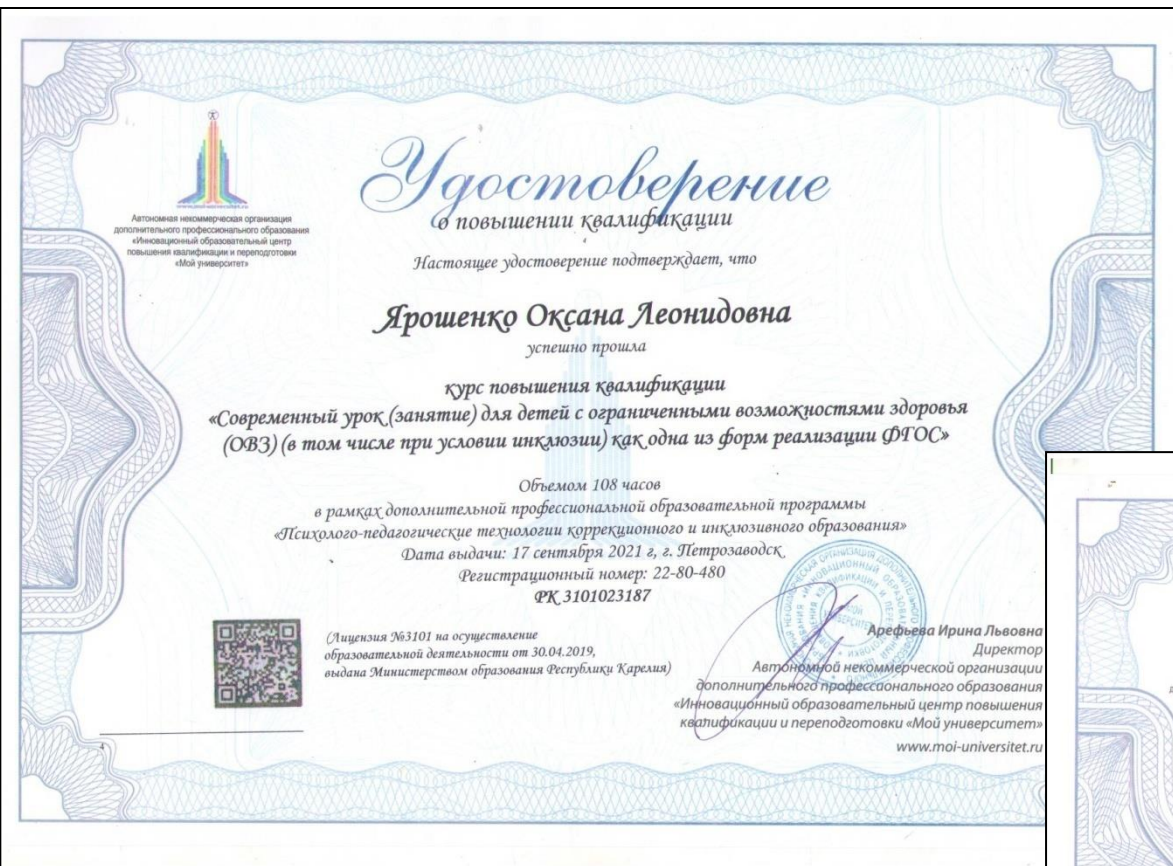 Автономная некоммерческая организация
дополнительного профессионального образования
«Инновационный образовательный центр
повышения квалификации и переподготовки
«Мой университет»
Удостоверение
о повышении квалификации
Настоящее удостоверение подтверждает, что
Ярошенко Оксана Леонидовна
успешно прошла
курс повышения квалификации
«Современный урок (занятие) для детей с ограниченными возможностями здоровья
(ОВЗ) (в том числе при условии инклюзии) как одна из форм реализации ФГОС»
Объемом 108 часов
в рамках дополнительной профессиональной образовательной программы
«Психолого-педагогические технологии коррекционного и инклюзивного образования»
Дата выдачи: 17 сентября 2021 г, г. Петрозаводск
Регистрационный номер: 22-80-480
РК 3101023187
(Лицензия №3101 на осуществление
образовательной деятельности от 30.04.2019,
выдана Министерством образования Республики Карелия)
Арефьева Ирина Львовна
Директор
Автономной некоммерческой организации
дополнительного профессионального образования
«Инновационный образовательный центр повышения
квалификации и переподготовки «Мой университет»
www.moi-universitet.ru